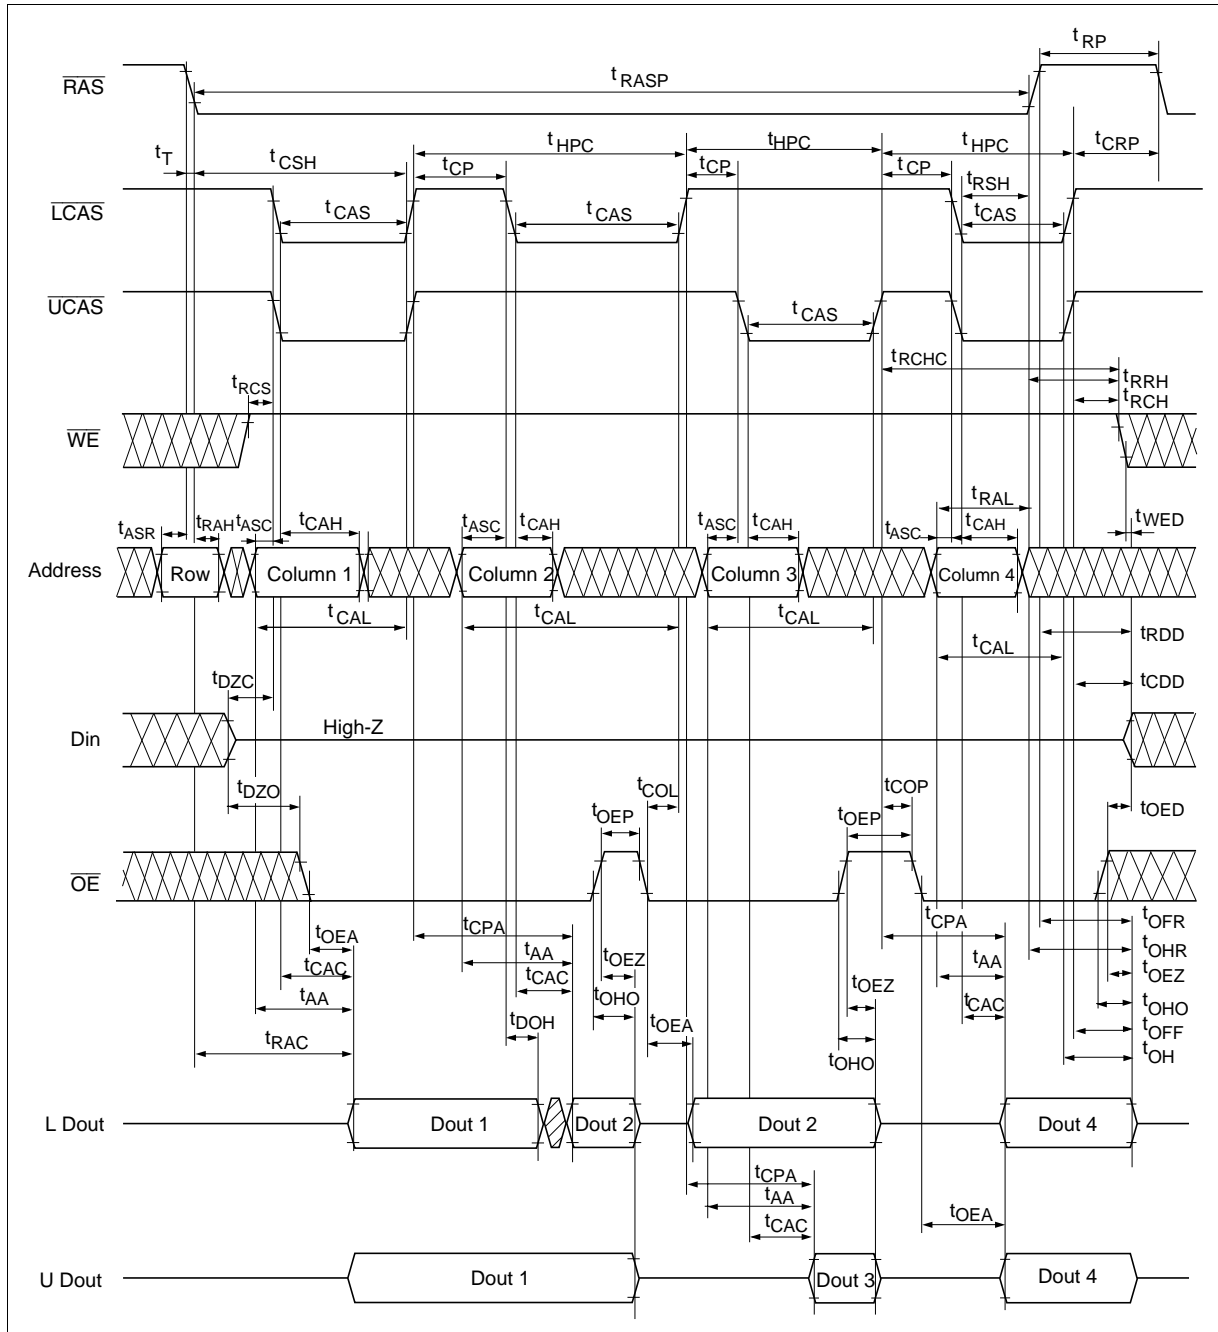 tRP
RAS
tRASP
tT
tCSH
tHPC
tHPC
tHPC
tCRP
tCP
tCP
tCP
tRSH
LCAS
tCAS
tCAS
tCAS
UCAS
tCAS
tRCHC
tRCS
tRRH
tRCH
WE
tRAL
tASR
tRAH
tASC
tCAH
tASC
tCAH
tASC
tCAH
tASC
tCAH
tWED
Address
Row
Column 1
Column 2
Column 3
Column 4
tCAL
tCAL
tCAL
tCAL
tRDD
tDZC
tCDD
Din
High-Z
tDZO
tCOL
tCOP
tOEP
tOEP
tOED
OE
tOEA
tCPA
tCPA
tOFR
tCAC
tAA
tOEZ
tAA
tOHR
tAA
tCAC
tOHO
tOEZ
tCAC
tOEZ
tRAC
tDOH
tOEA
tOHO
tOHO
tOFF
tOH
L Dout
Dout 1
Dout 2
Dout 2
Dout 4
tCPA
tAA
tCAC
tOEA
U Dout
Dout 1
Dout 3
Dout 4